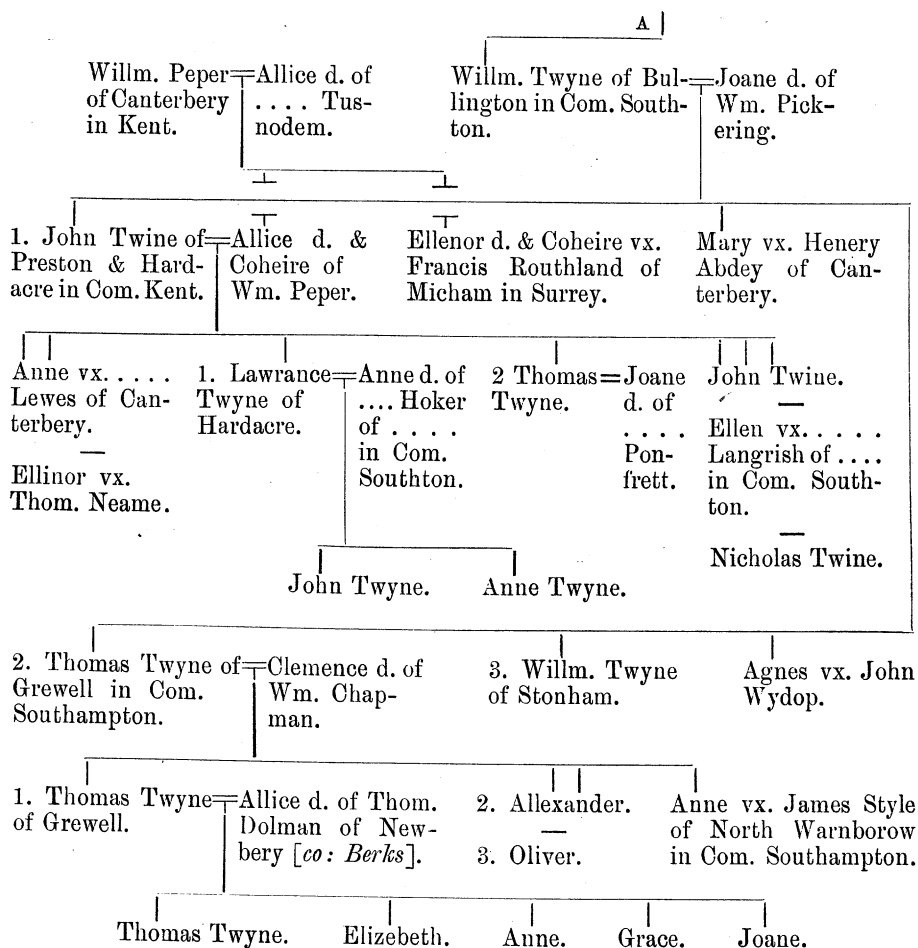 A
Willm. Peper=Allice d. of
of Canterbery
in Kent.
.... Tus-
nodem.
Willm. Twyne of Bul-
lington in Com. South-
ton.
=Joane d. of
Wm. Pick-
ering.
1. John Twine of
Preston & Hard-
acre in Com. Kent.
=Allice d. &
Coheire of
Wm. Peper.
Ellenor d. & Coheire vx.
Francis Routhland of
Micham in Surrey.
Mary vx. Henery
Abdey of Can-
terbery.
Anne vx. . . . .
Lewes of Can-
terbery.
—
Ellinor vx.
Thom. Neame.
1. Lawrance
Twyne of
Hardacre.
=Anne d. of
.... Hoker
of . . . .
in Com.
Southton.
2 Thomas
Twyne.
=Joane
d. of
. . . .
Pon-
frett.
John Twine.
—
Ellen vx. . . . .
Langrish of ....
in Com. South-
ton.
—
Nicholas Twine.
John Twyne.
Anne Twyne.
2. Thomas Twyne of
Grewell in Com.
Southampton.
=Clemence d. of
Wm. Chap-
man.
3. Willm. Twyne
of Stonham.
Agnes vx. John
Wydop.
1. Thomas Twyne
of Grewell.
=Allice d. of Thom.
Dolman of New-
bery [co: Berks].
2. Allexander.
—
3. Oliver.
Anne vx. James Style
of North Warnborow
in Com. Southampton.
Thomas Twyne.
Elizebeth.
Anne.
Grace.
Joane.